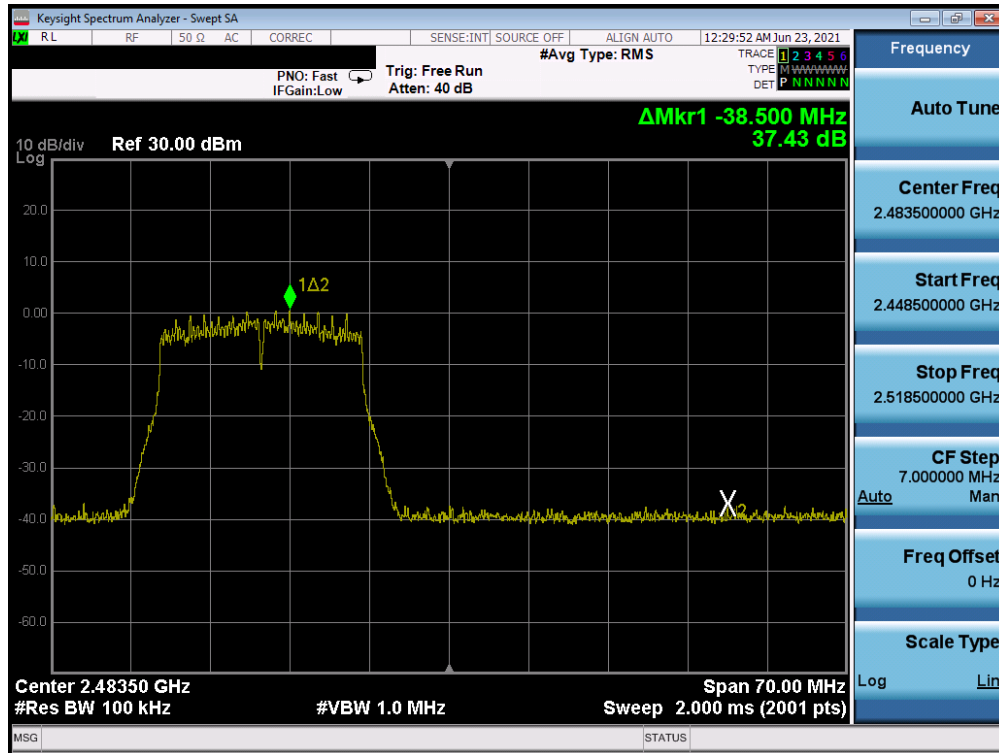 Keysight Spectrum Analyzer - Swept SA
LXI RL RF 50 Ω AC CORREC SENSE:INT SOURCE OFF ALIGN AUTO 12:29:52 AM Jun 23, 2021
#Avg Type: RMS
TRACE 1 2 3 4 5 6
PNO: Fast Trig: Free Run
TYPE M WWWWW
IFGain:Low Atten: 40 dB
DET P N N N N N
ΔMkr1 -38.500 MHz
37.43 dB
10 dB/div Ref 30.00 dBm
Log
20.0
10.0
1Δ2
0.00
-10.0
-20.0
-30.0
-40.0
X2
-50.0
-60.0
Center 2.48350 GHz Span 70.00 MHz
#Res BW 100 kHz #VBW 1.0 MHz Sweep 2.000 ms (2001 pts)
MSG STATUS
Frequency
Auto Tune
Center Freq
2.483500000 GHz
Start Freq
2.448500000 GHz
Stop Freq
2.518500000 GHz
CF Step
7.000000 MHz
Auto Man
Freq Offset
0 Hz
Scale Type
Log Lin